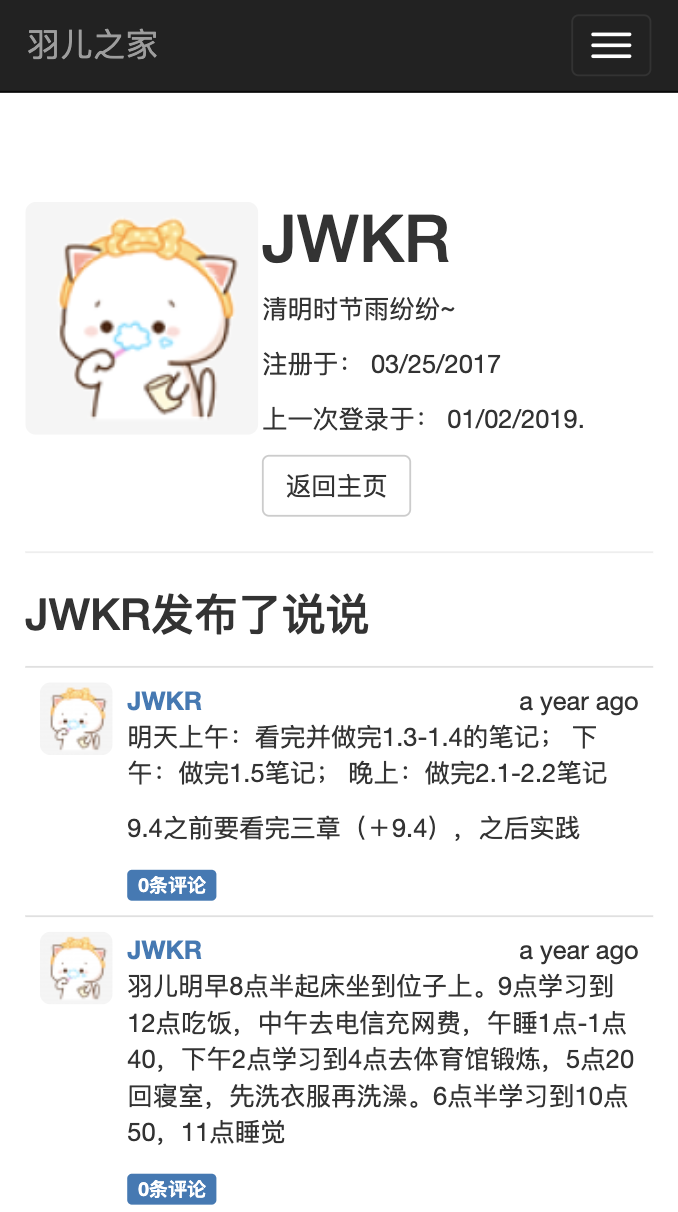 羽儿之家
JWKR
清明时节雨纷纷~
注册于： 03/25/2017
上一次登录于： 01/02/2019.
返回主页
JWKR发布了说说
JWKR
a year ago
明天上午：看完并做完1.3-1.4的笔记； 下
午：做完1.5笔记； 晚上：做完2.1-2.2笔记
9.4之前要看完三章（＋9.4），之后实践
0条评论
JWKR
a year ago
羽儿明早8点半起床坐到位子上。9点学习到
12点吃饭，中午去电信充网费，午睡1点-1点
40，下午2点学习到4点去体育馆锻炼，5点20
回寝室，先洗衣服再洗澡。6点半学习到10点
50，11点睡觉
0条评论